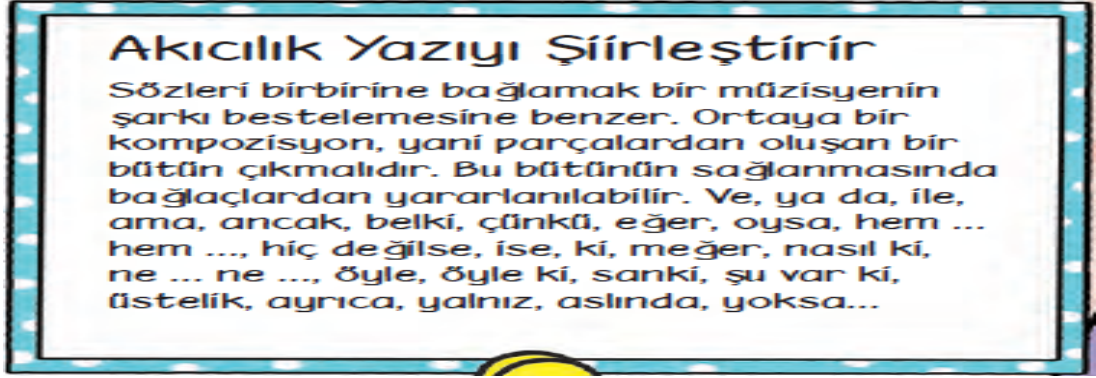 Akıcılık Yazıyı Şiirleştirir
Sözleri birbirine bağlamak bir müzisyenin
şarkı bestelemesine benzer. Ortaya bir
kompozisyon, yani parçalardan oluşan bir
bütün çıkmalıdır. Bu bütünün sağlanmasında
bağlaçlardan yararlanılabilir. Ve, ya da, ile,
ama, ancak, belki, çünkü, eğer, oysa, hem ...
hem ..., hiç değilse, ise, ki, meğer, nasıl ki,
ne ... ne ..., öyle, öyle ki, sanki, şu var ki,
üstelik, ayrıca, yalnız, aslında, yoksa...